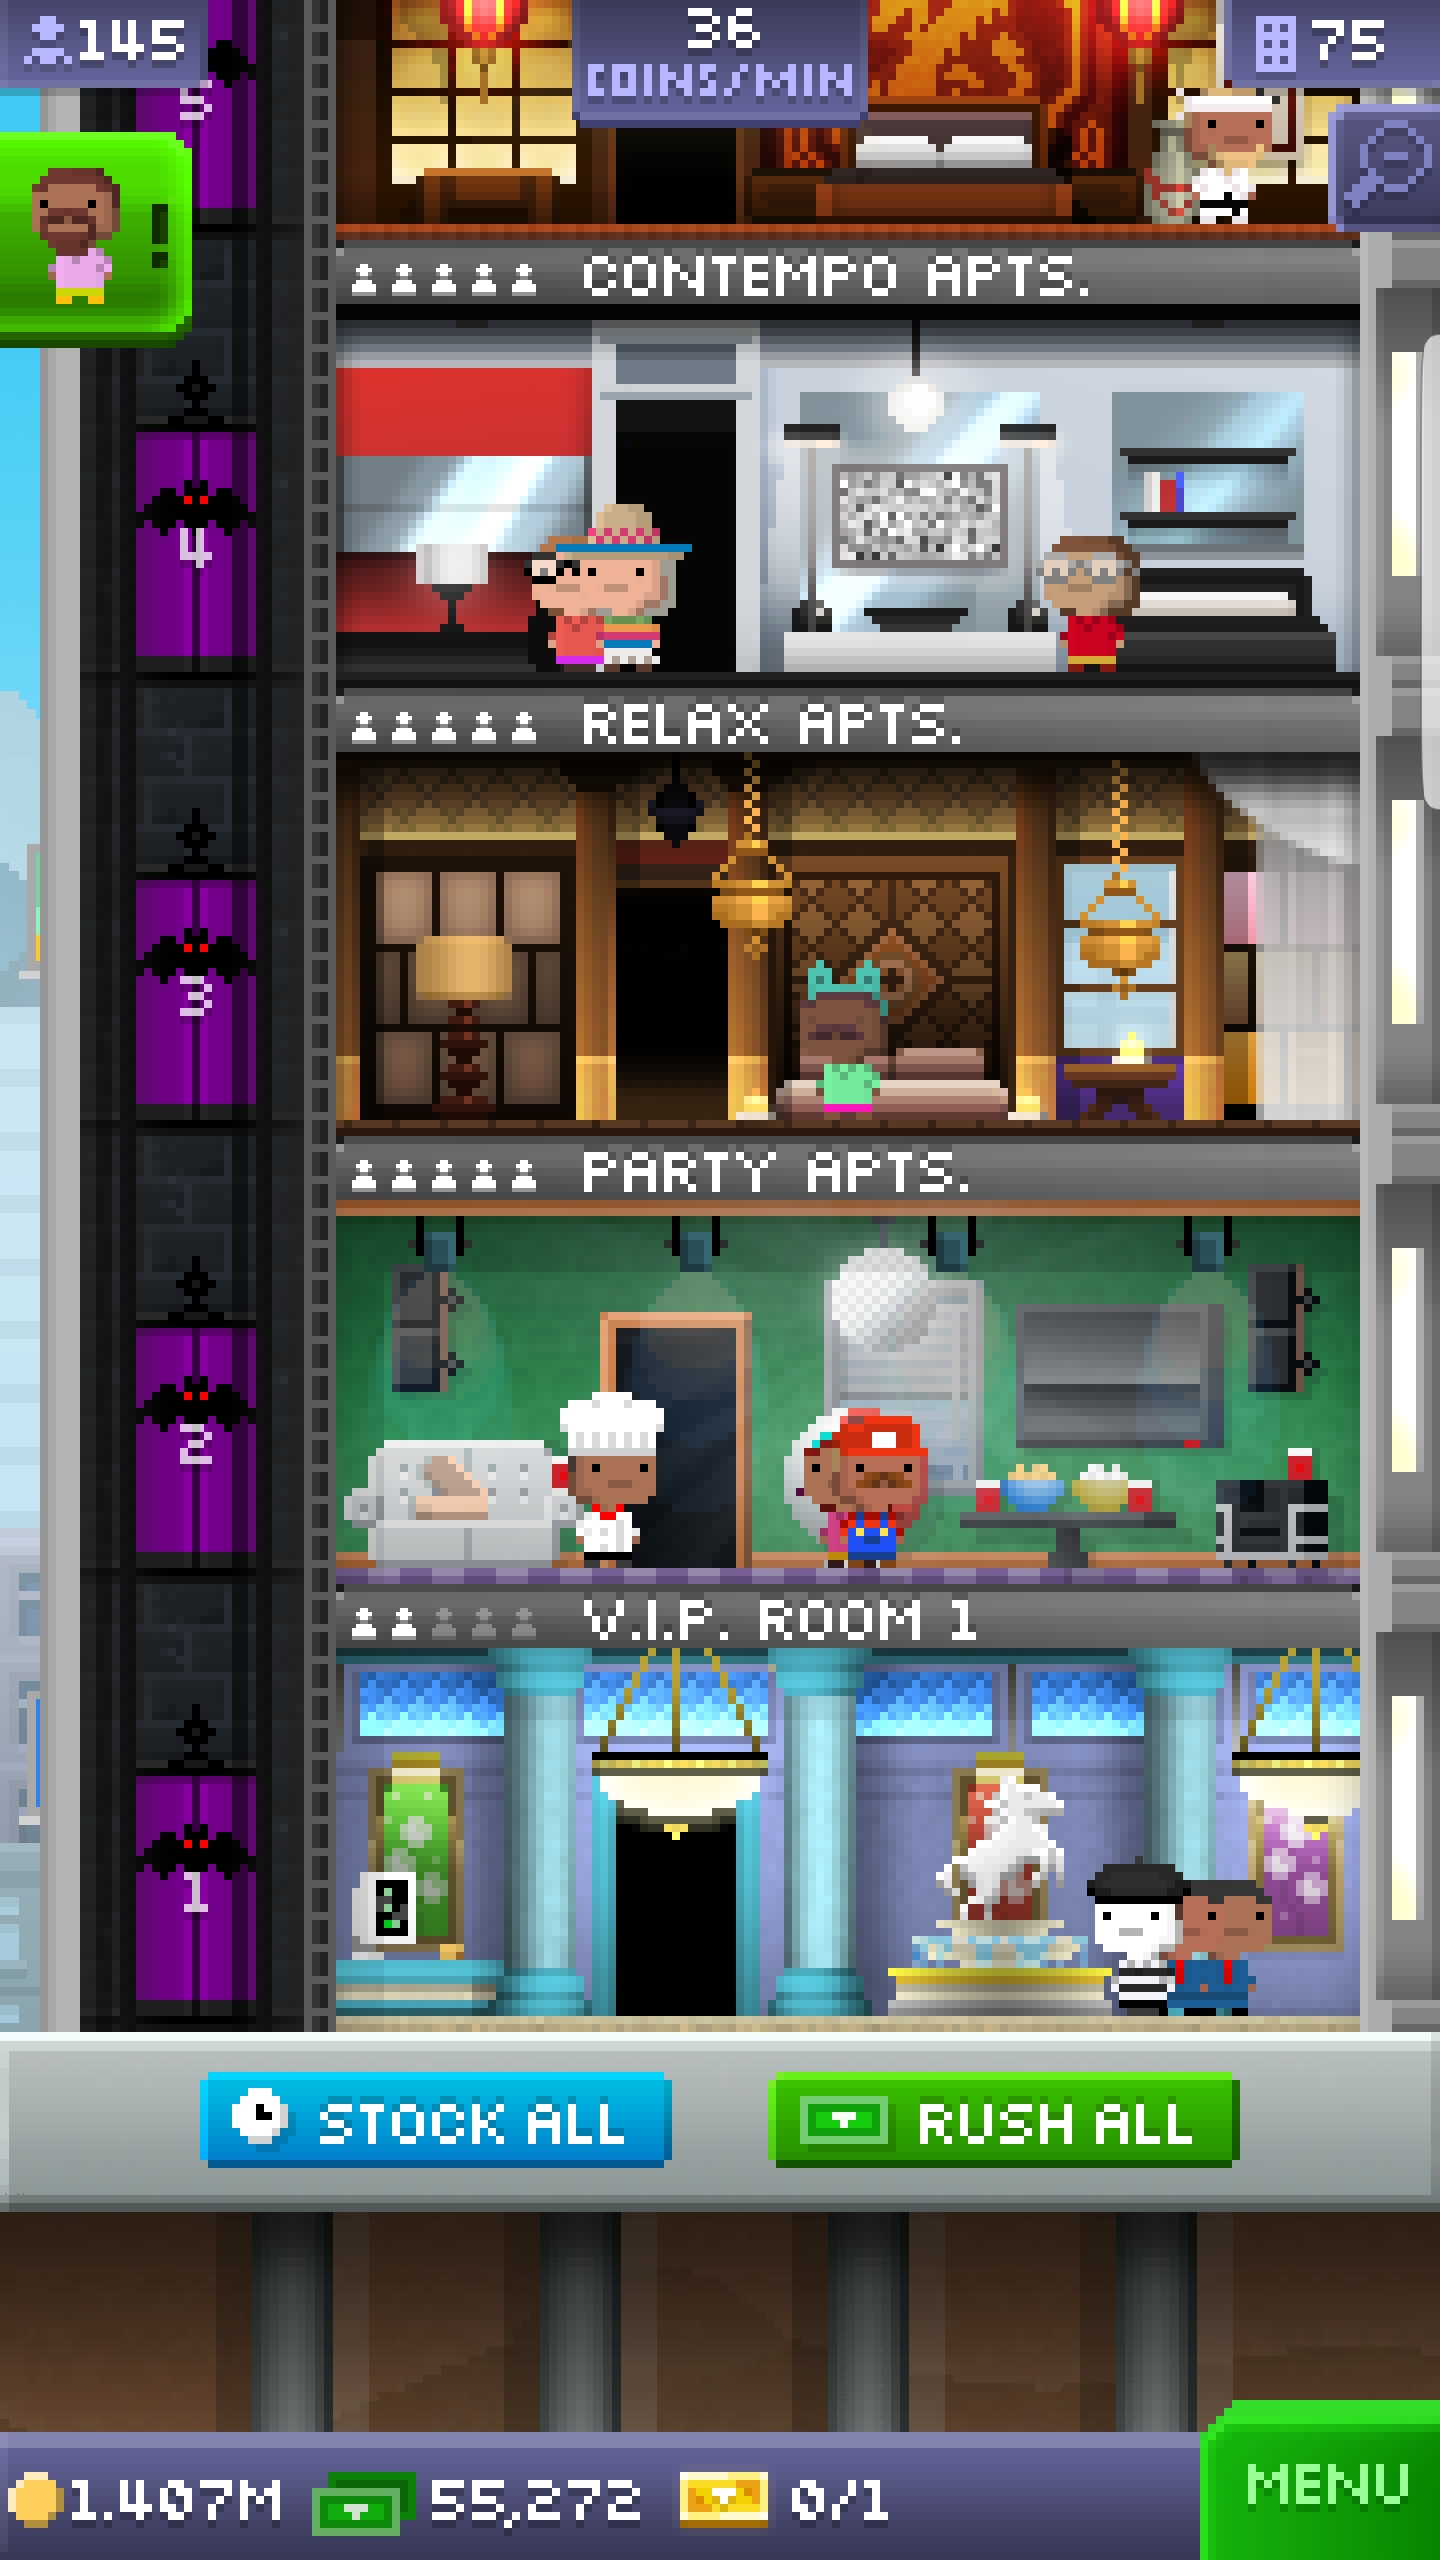 145
36
COINS/MIN
75
5
!
CONTEMPO APTS.
4
RELAX APTS.
3
PARTY APTS.
2
V.I.P. ROOM 1
1
STOCK ALL
RUSH ALL
1.407M
55,272
0/1
MENU